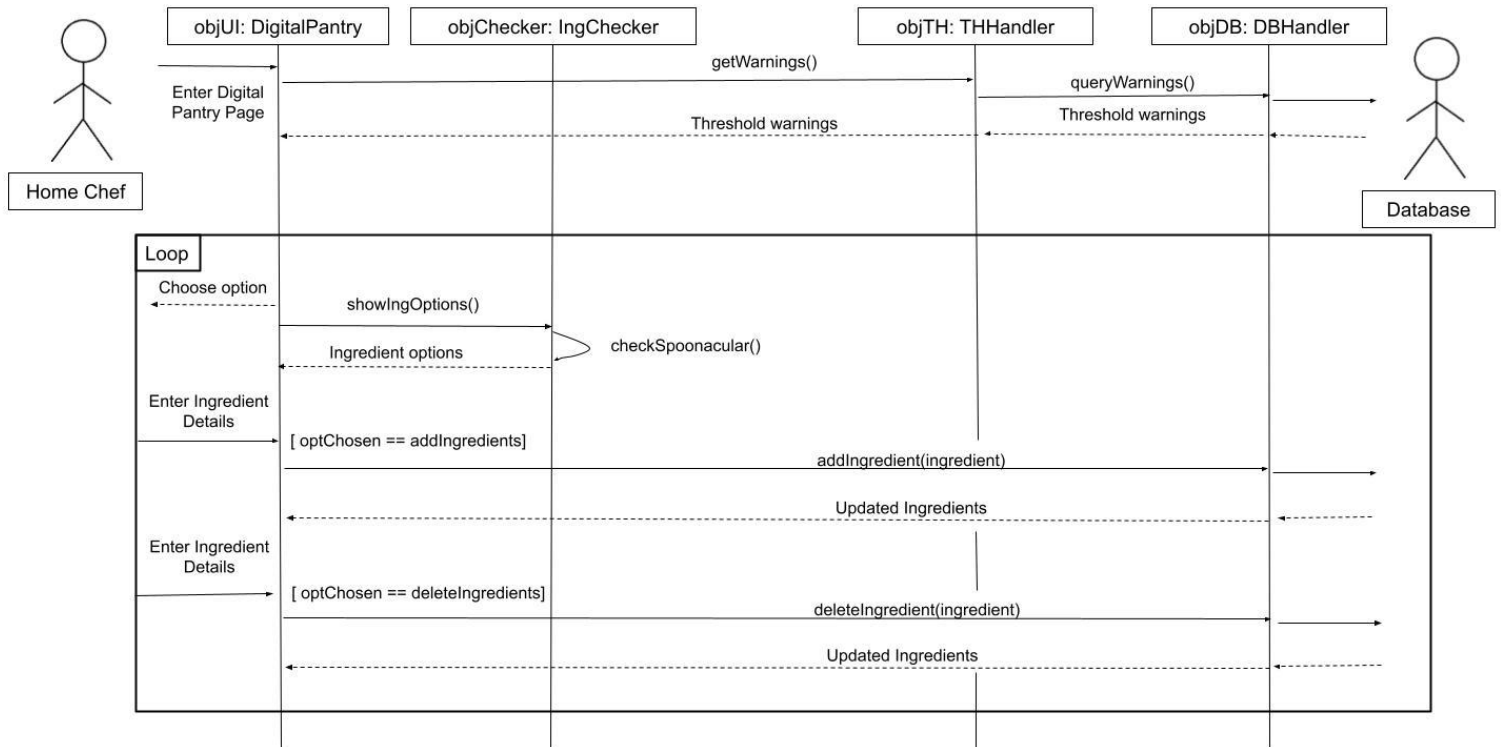 objUI: DigitalPantry
objChecker: IngChecker
objTH: THHandler
objDB: DBHandler
getWarnings()
queryWarnings()
Enter Digital
Pantry Page
Threshold warnings
Threshold warnings
Home Chef
Database
Loop
Choose option
showIngOptions()
checkSpoonacular()
Ingredient options
Enter Ingredient
Details
[ optChosen == addIngredients]
addIngredient(ingredient)
Updated Ingredients
Enter Ingredient
Details
[ optChosen == deleteIngredients]
deleteIngredient(ingredient)
Updated Ingredients